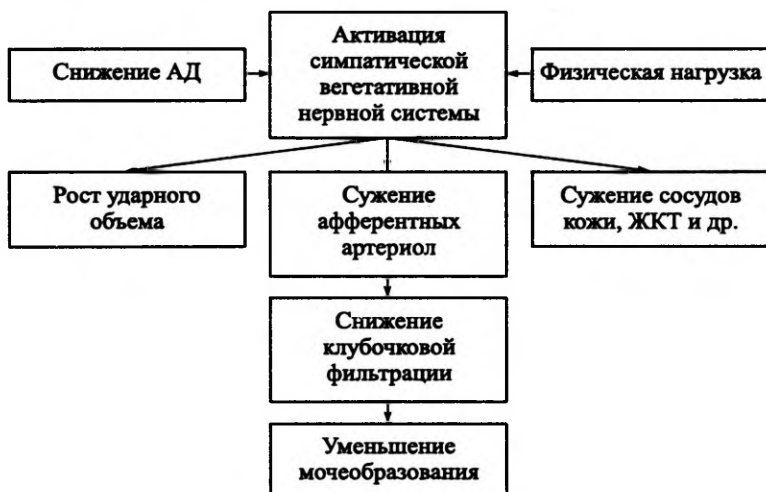 Снижение АД
Активация
симпатической
вегетативной
нервной системы
Физическая нагрузка
Рост ударного
объема
Сужение
афферентных
артериол
Сужение сосудов
кожи, ЖКТ и др.
Снижение
клубочковой
фильтрации
Уменьшение
мочеобразования